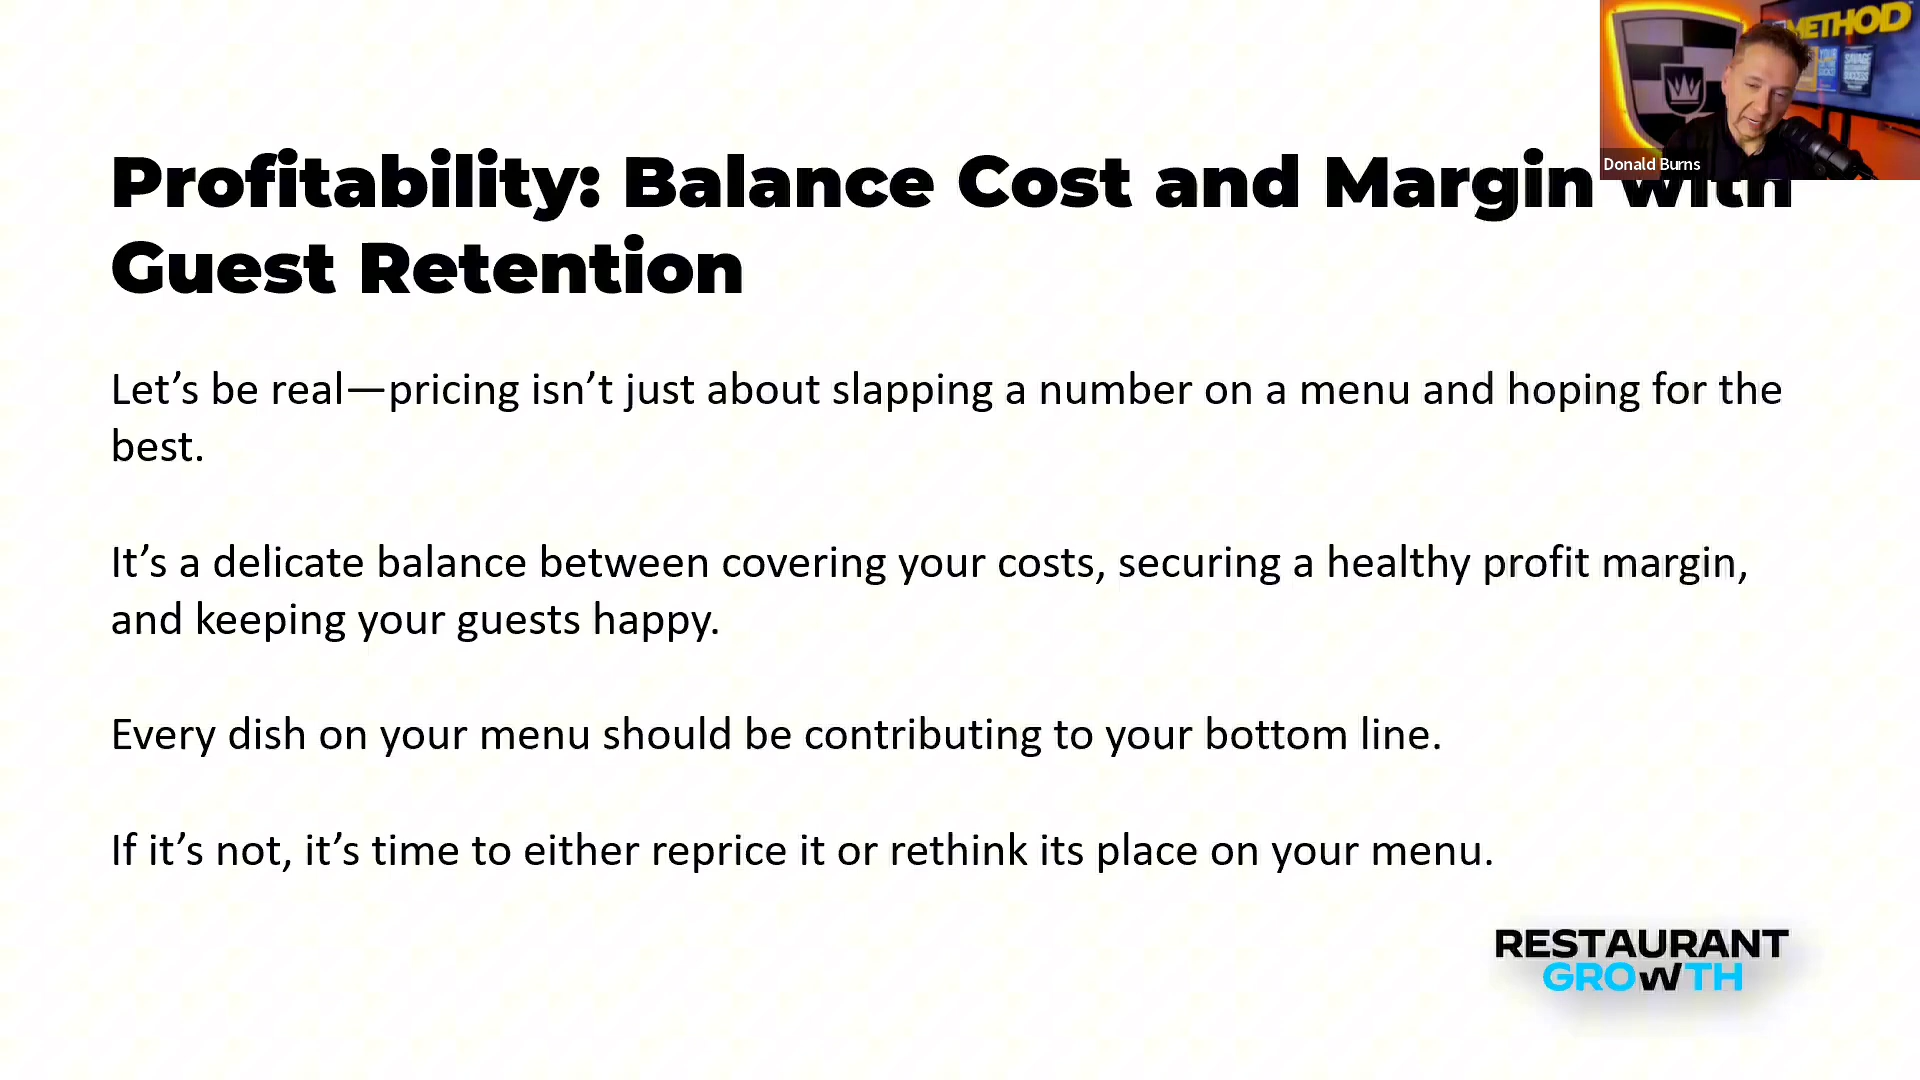 METHOD
Donald Burns
Profitability: Balance Cost and Margin with
Guest Retention
Let’s be real—pricing isn’t just about slapping a number on a menu and hoping for the
best.
It’s a delicate balance between covering your costs, securing a healthy profit margin,
and keeping your guests happy.
Every dish on your menu should be contributing to your bottom line.
If it’s not, it’s time to either reprice it or rethink its place on your menu.
RESTAURANT
GROWTH